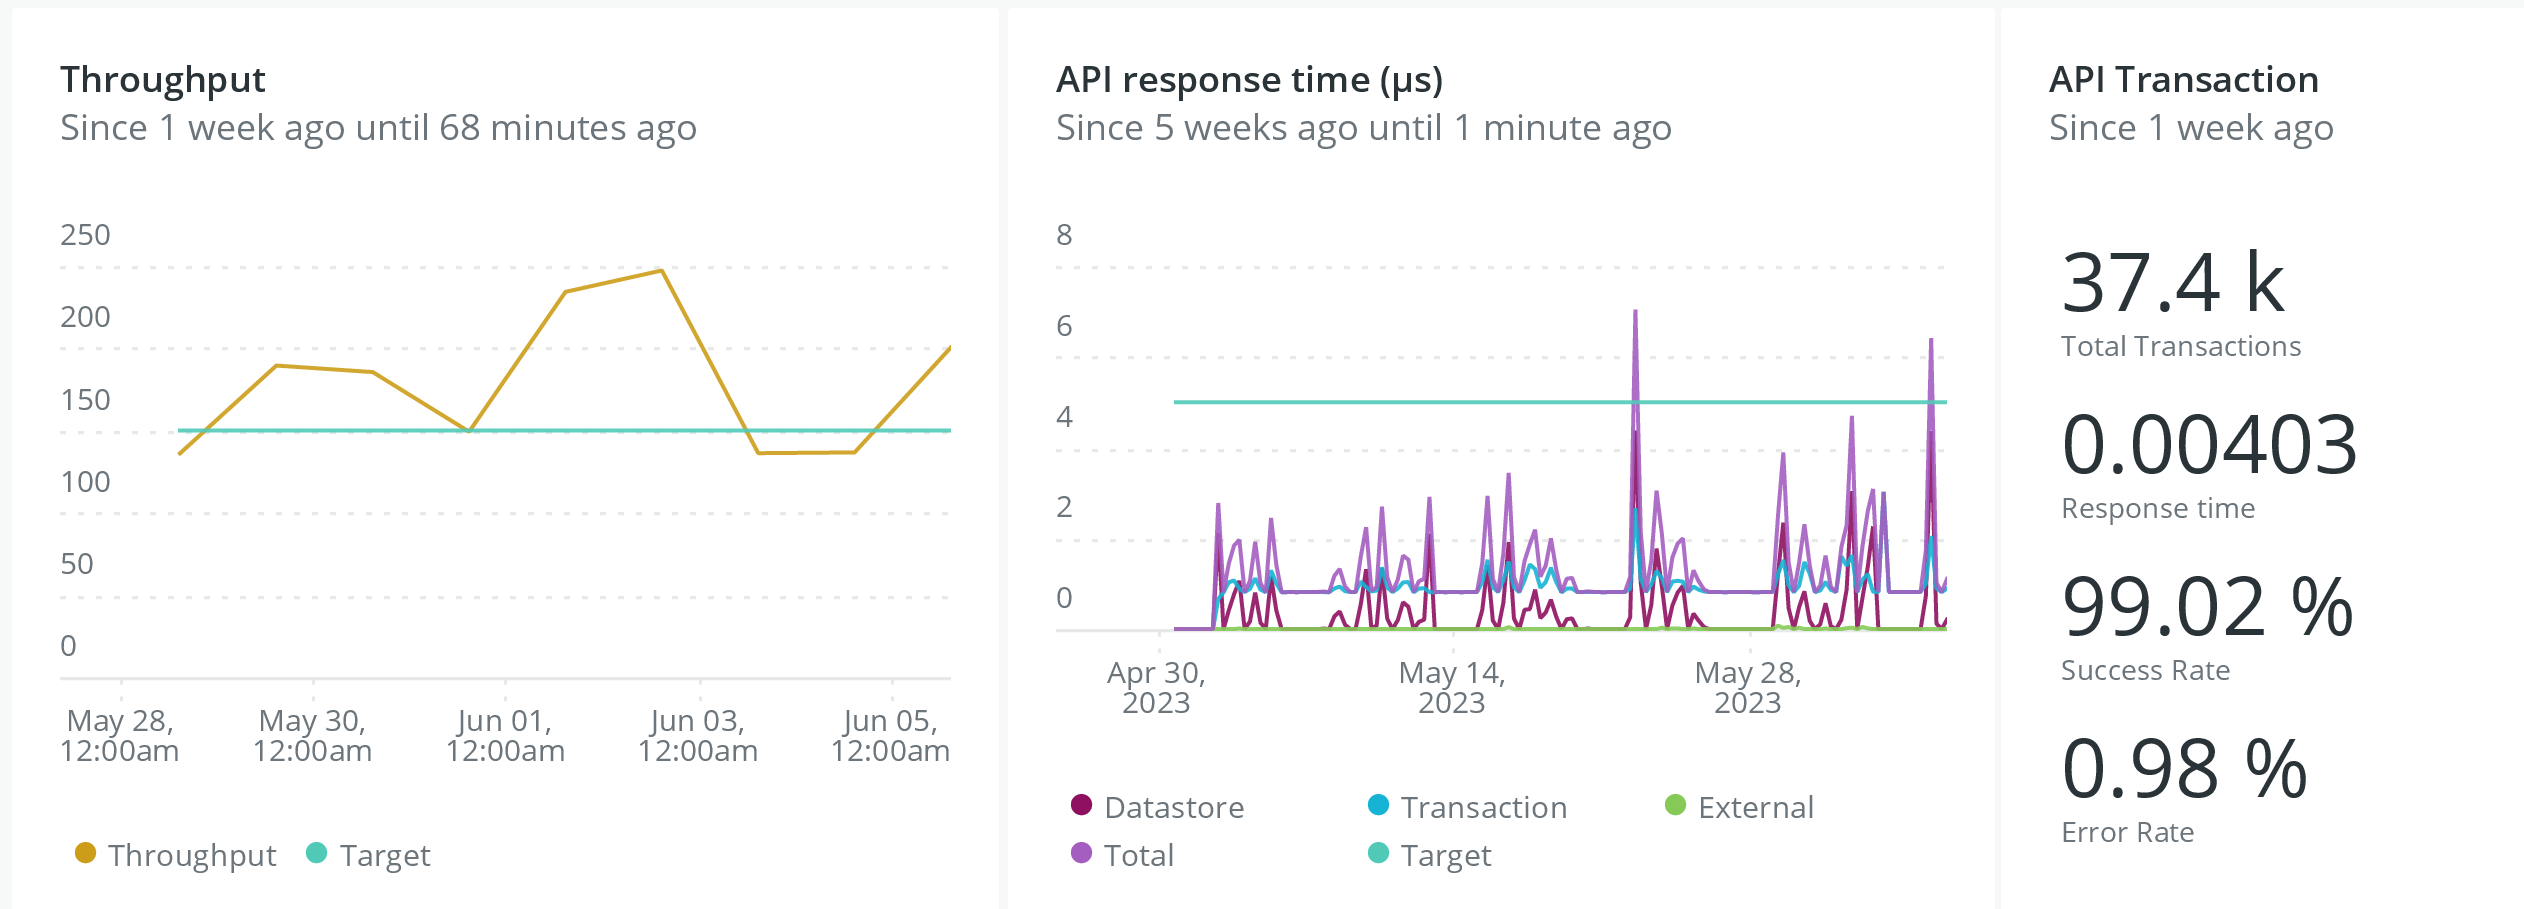 Throughput
Since 1 week ago until 68 minutes ago
250
200
150
100
50
0
May 28,
12:00am
May 30,
12:00am
Jun 01,
12:00am
Jun 03,
12:00am
Jun 05,
12:00am
Throughput
Target
API response time (µs)
Since 5 weeks ago until 1 minute ago
8
6
4
2
0
Apr 30,
2023
May 14,
2023
May 28,
2023
Datastore
Transaction
External
Total
Target
API Transaction
Since 1 week ago
37.4 k
Total Transactions
0.00403
Response time
99.02 %
Success Rate
0.98 %
Error Rate